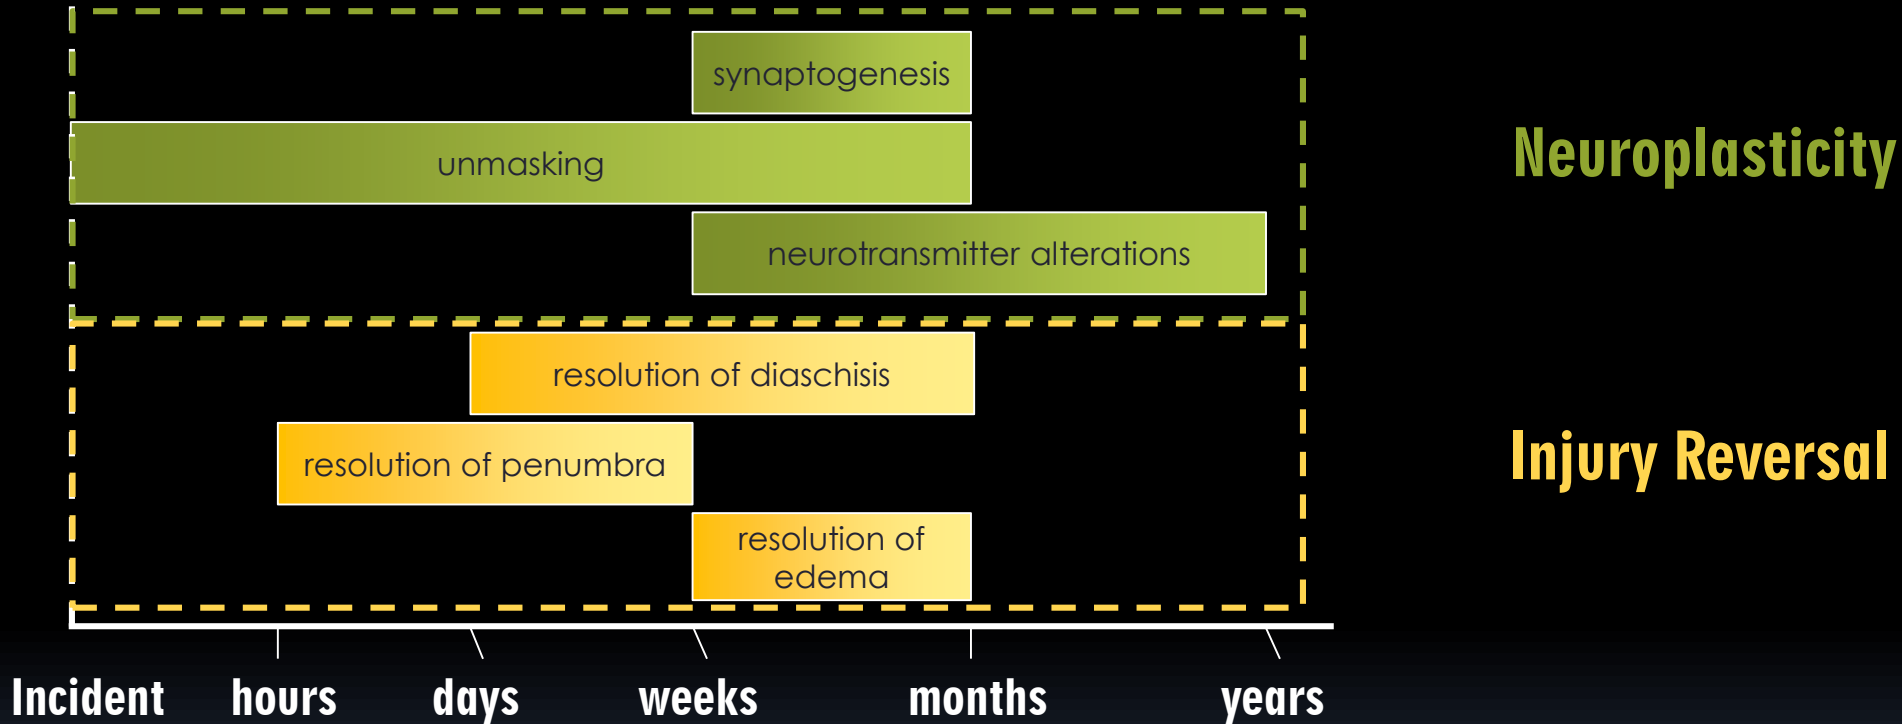 synaptogenesis
unmasking
neurotransmitter alterations
Neuroplasticity
resolution of diaschisis
resolution of penumbra
resolution of
edema
Injury Reversal
Incident hours days weeks months years